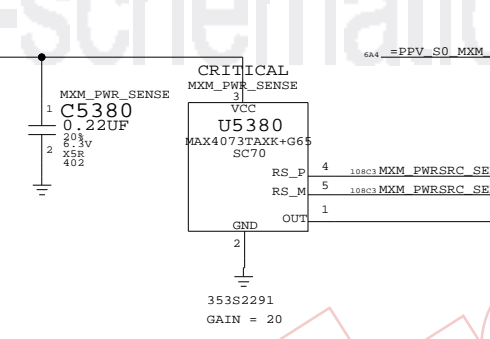 -schemat
6A4 =PPV_S0_MXM_
CRITICAL
MXM_PWR_SENSE
3
VCC
MXM_PWR_SENSE
1 C5380
0.22UF
20%
6.3V
2 X5R
402
U5380
MAX4073TAXK+G65
SC70
RS_P 4 108C3 MXM_PWRSRC_SE
RS_M 5 108C3 MXM_PWRSRC_SE
OUT 1
GND
2
353S2291
GAIN = 20